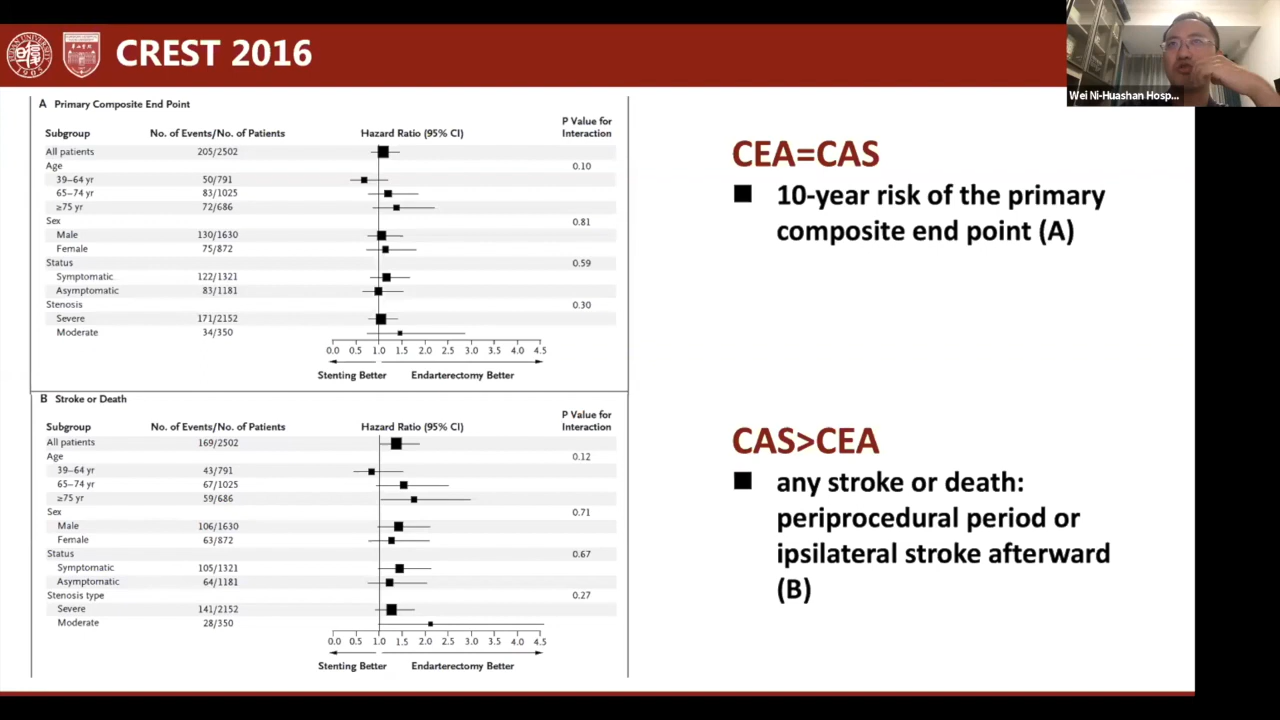 CREST 2016
Wei Ni-Huashan Hosp...
A Primary Composite End Point
Subgroup No. of Events/No. of Patients Hazard Ratio (95% CI) P Value for Interaction
All patients 205/2502
Age 0.10
39–64 yr 50/791
65–74 yr 83/1025
≥75 yr 72/686
Sex 0.81
Male 130/1630
Female 75/872
Status 0.59
Symptomatic 122/1321
Asymptomatic 83/1181
Stenosis 0.30
Severe 171/2152
Moderate 34/350
0.0 0.5 1.0 1.5 2.0 2.5 3.0 3.5 4.0 4.5
Stenting Better Endarterectomy Better
B Stroke or Death
Subgroup No. of Events/No. of Patients Hazard Ratio (95% CI) P Value for Interaction
All patients 169/2502
Age 0.12
39–64 yr 43/791
65–74 yr 67/1025
≥75 yr 59/686
Sex 0.71
Male 106/1630
Female 63/872
Status 0.67
Symptomatic 105/1321
Asymptomatic 64/1181
Stenosis type 0.27
Severe 141/2152
Moderate 28/350
0.0 0.5 1.0 1.5 2.0 2.5 3.0 3.5 4.0 4.5
Stenting Better Endarterectomy Better
CEA=CAS
10-year risk of the primary
composite end point (A)
CAS>CEA
any stroke or death:
periprocedural period or
ipsilateral stroke afterward
(B)